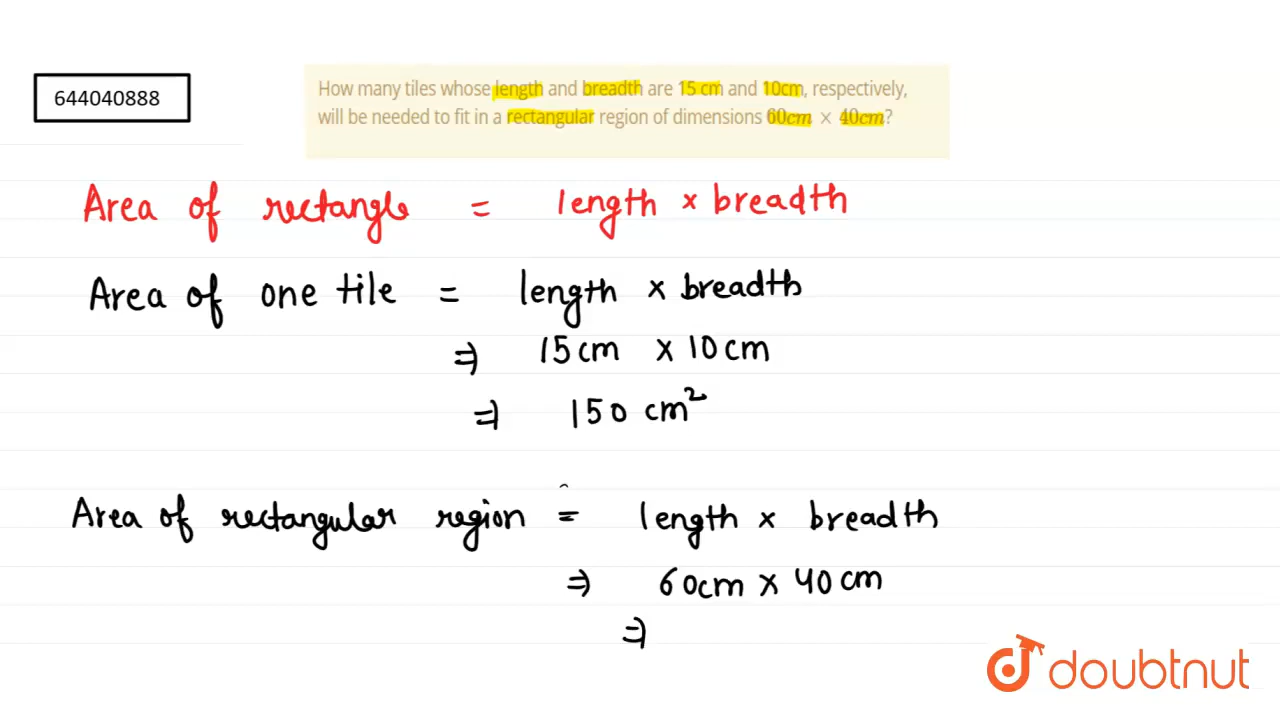 644040888
How many tiles whose length and breadth are 15 cm and 10cm, respectively,
will be needed to fit in a rectangular region of dimensions 60cm × 40cm?
Area of rectangle = length × breadth
Area of one tile = length × breadth
⇒ 15cm × 10cm
⇒ 150 cm²
Area of rectangular region = length × breadth
⇒ 60cm × 40cm
⇒
doubtnut